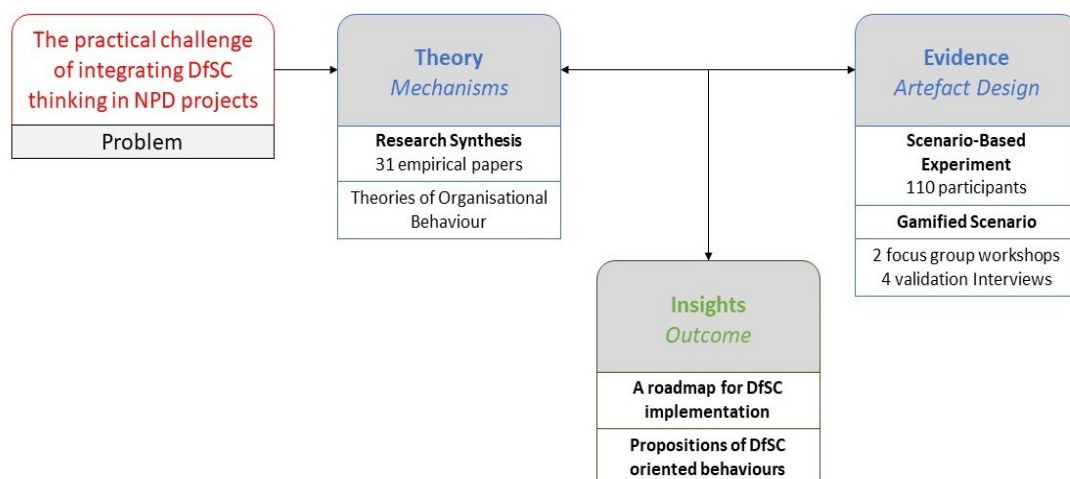 The practical challenge
of integrating DfSC
thinking in NPD projects
Problem
Theory
Mechanisms
Research Synthesis
31 empirical papers
Theories of Organisational
Behaviour
Evidence
Artefact Design
Scenario-Based
Experiment
110 participants
Gamified Scenario
2 focus group workshops
4 validation Interviews
Insights
Outcome
A roadmap for DfSC
implementation
Propositions of DfSC
oriented behaviours